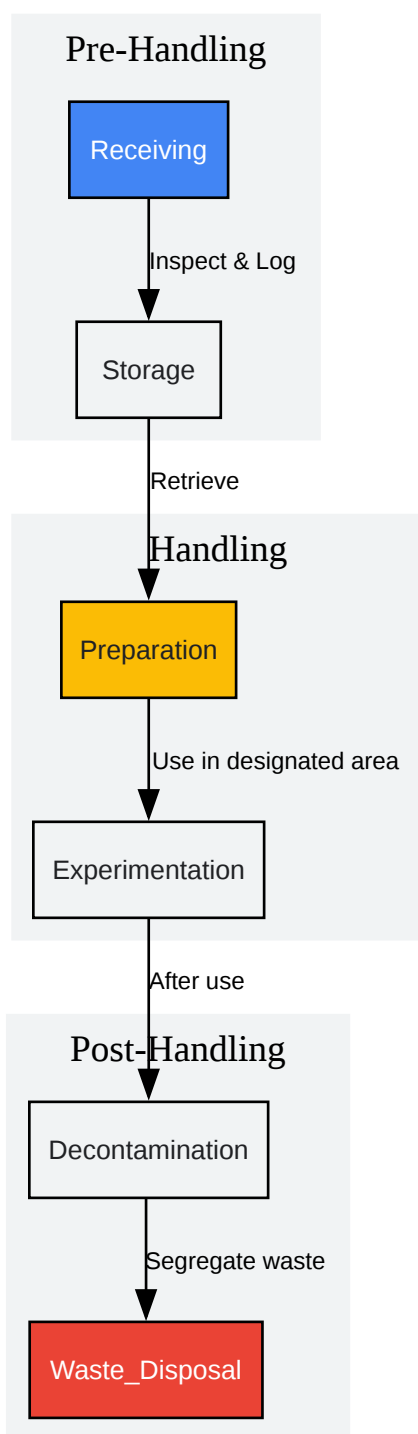 Pre-Handling
Receiving
Inspect & Log
Storage
Retrieve
Handling
Preparation
Use in designated area
Experimentation
After use
Post-Handling
Decontamination
Segregate waste
Waste_Disposal